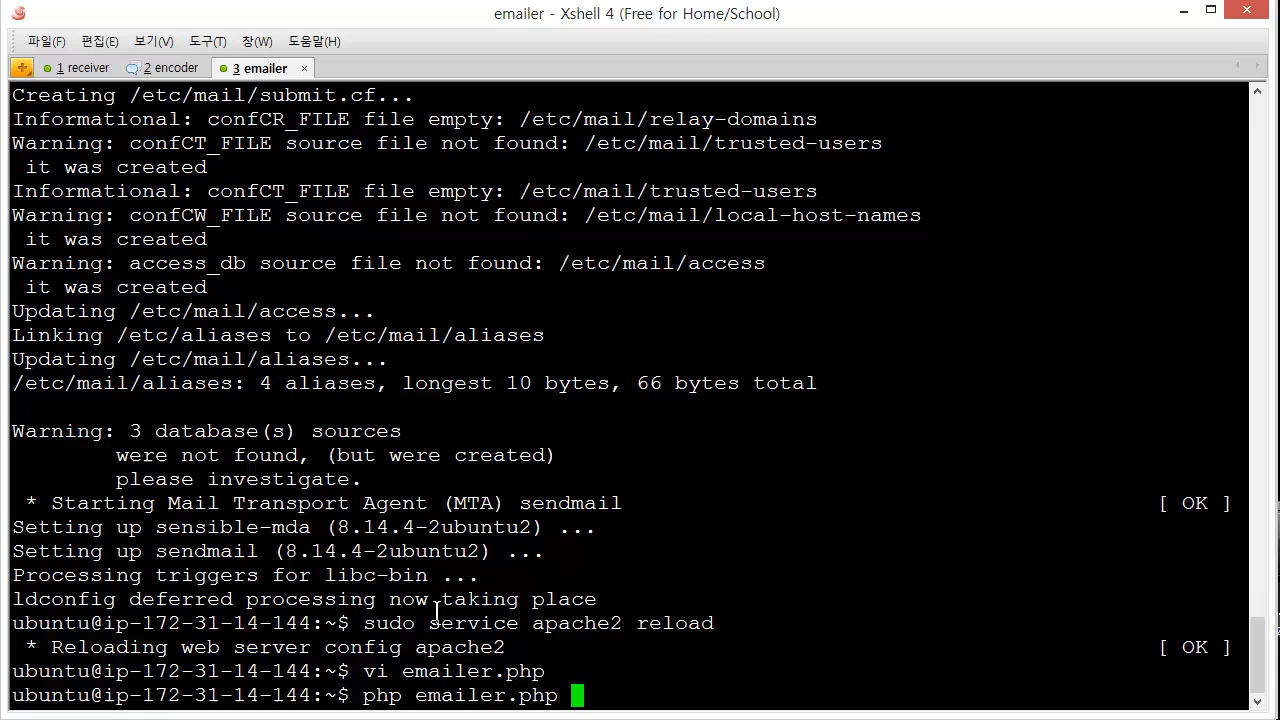 emailer - Xshell 4 (Free for Home/School)
파일(F) 편집(E) 보기(V) 도구(T) 창(W) 도움말(H)
1 receiver 2 encoder 3 emailer
Creating /etc/mail/submit.cf...
Informational: confCR_FILE file empty: /etc/mail/relay-domains
Warning: confCT_FILE source file not found: /etc/mail/trusted-users
 it was created
Informational: confCT_FILE file empty: /etc/mail/trusted-users
Warning: confCW_FILE source file not found: /etc/mail/local-host-names
 it was created
Warning: access_db source file not found: /etc/mail/access
 it was created
Updating /etc/mail/access...
Linking /etc/aliases to /etc/mail/aliases
Updating /etc/mail/aliases...
/etc/mail/aliases: 4 aliases, longest 10 bytes, 66 bytes total
Warning: 3 database(s) sources
        were not found, (but were created)
        please investigate.
 * Starting Mail Transport Agent (MTA) sendmail [ OK ]
Setting up sensible-mda (8.14.4-2ubuntu2) ...
Setting up sendmail (8.14.4-2ubuntu2) ...
Processing triggers for libc-bin ...
ldconfig deferred processing now taking place
ubuntu@ip-172-31-14-144:~$ sudo service apache2 reload
 * Reloading web server config apache2 [ OK ]
ubuntu@ip-172-31-14-144:~$ vi emailer.php
ubuntu@ip-172-31-14-144:~$ php emailer.php